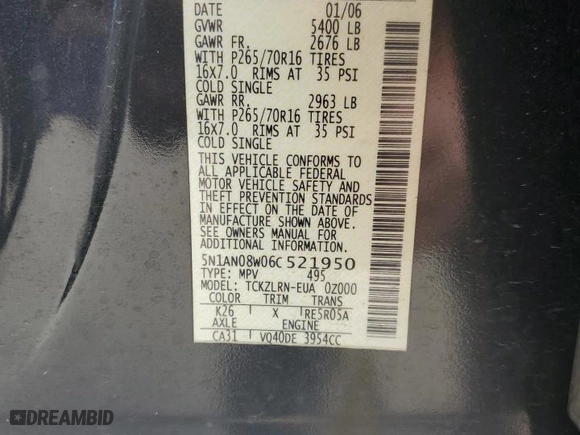 DATE 01/06
GVWR 5400 LB
GAWR FR. 2676 LB
WITH P265/70R16 TIRES
16X7.0 RIMS AT 35 PSI
COLD SINGLE
GAWR RR. 2963 LB
WITH P265/70R16 TIRES
16X7.0 RIMS AT 35 PSI
COLD SINGLE
THIS VEHICLE CONFORMS TO
ALL APPLICABLE FEDERAL
MOTOR VEHICLE SAFETY AND
THEFT PREVENTION STANDARDS
IN EFFECT ON THE DATE OF
MANUFACTURE SHOWN ABOVE.
SEE OWNERS MANUAL FOR
ADDITIONAL INFORMATION.
5N1AN08W06C521950
TYPE: MPV 495
MODEL: TCKZLRN-EUA 0Z000
COLOR TRIM TRANS
K26 X RE5R05A
AXLE ENGINE
CA31 VQ40DE 3954CC
DREAMBID